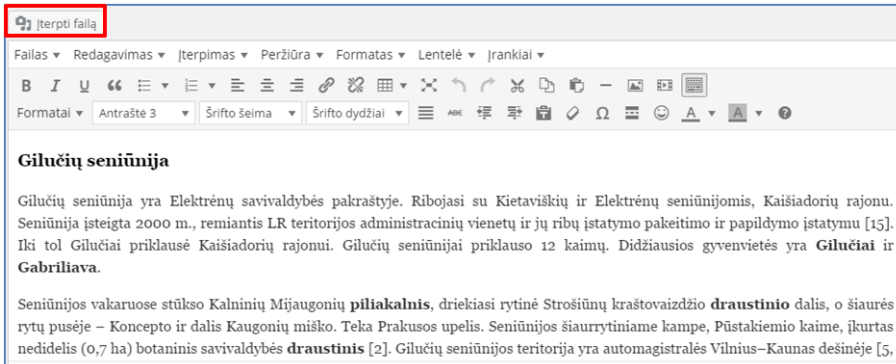 Įterpti failą
Failas Redagavimas Įterpimas Peržiūra Formatas Lentelė Įrankiai
B I U
Formatai Antraštė 3 Šrifto šeima Šrifto dydžiai ABC Ω A A
Gilučių seniūnija
Gilučių seniūnija yra Elektrėnų savivaldybės pakraštyje. Ribojasi su Kietaviškių ir Elektrėnų seniūnijomis, Kaišiadorių rajonu.
Seniūnija įsteigta 2000 m., remiantis LR teritorijos administracinių vienetų ir jų ribų įstatymo pakeitimo ir papildymo įstatymu [15].
Iki tol Gilučiai priklausė Kaišiadorių rajonui. Gilučių seniūnijai priklauso 12 kaimų. Didžiausios gyvenvietės yra Gilučiai ir
Gabriliava.
Seniūnijos vakaruose stūkso Kalninių Mijaugonių piliakalnis, driekiasi rytinė Strošiūnų kraštovaizdžio draustinio dalis, o šiaurės
rytų pusėje – Koncepto ir dalis Kaugonių miško. Teka Prakusos upelis. Seniūnijos šiaurrytiniame kampe, Pūstakiemio kaime, įkurtas
nedidelis (0,7 ha) botaninis savivaldybės draustinis [2]. Gilučių seniūnijos teritorija yra automagistralės Vilnius–Kaunas dešinėje [5,